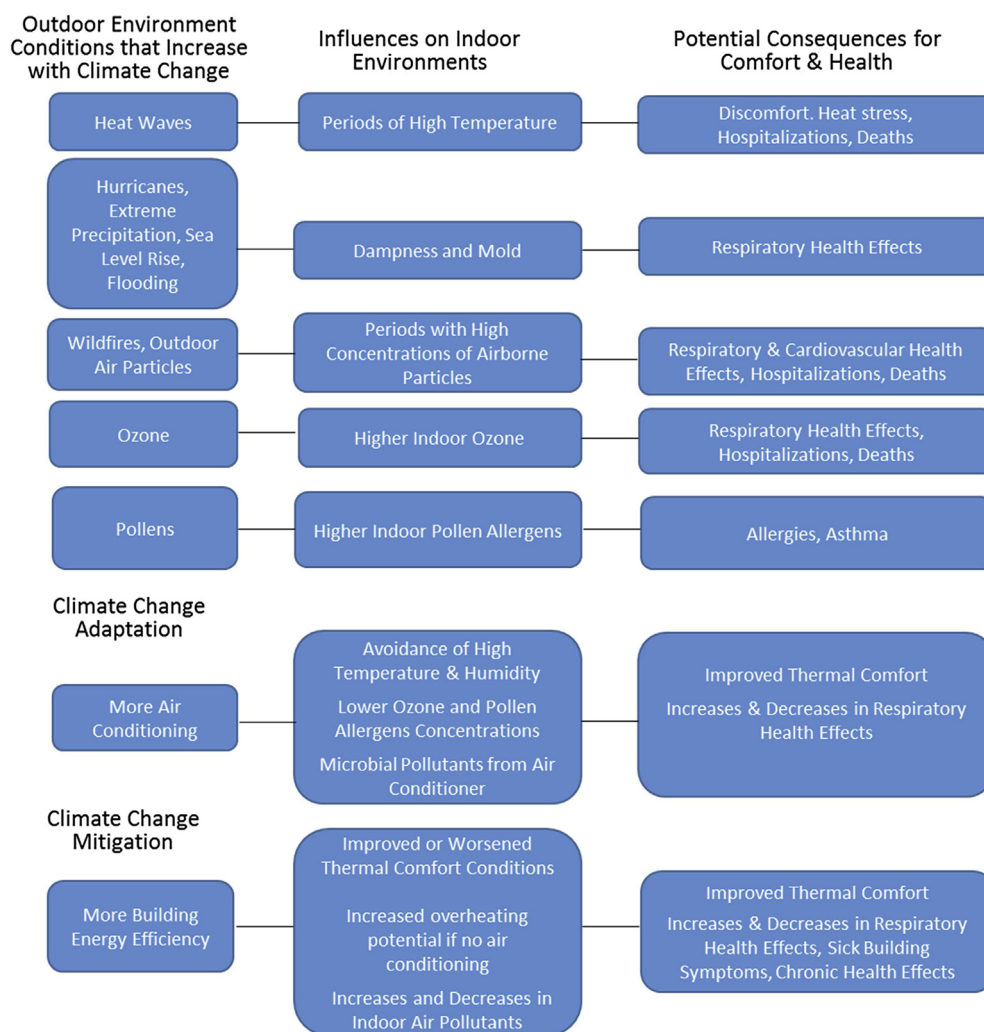 Outdoor Environment
Conditions that Increase
with Climate Change
Influences on Indoor
Environments
Potential Consequences for
Comfort & Health
Heat Waves
Periods of High Temperature
Discomfort. Heat stress,
Hospitalizations, Deaths
Hurricanes,
Extreme
Precipitation, Sea
Level Rise,
Flooding
Dampness and Mold
Respiratory Health Effects
Wildfires, Outdoor
Air Particles
Periods with High
Concentrations of Airborne
Particles
Respiratory & Cardiovascular Health
Effects, Hospitalizations, Deaths
Ozone
Higher Indoor Ozone
Respiratory Health Effects,
Hospitalizations, Deaths
Pollens
Higher Indoor Pollen Allergens
Allergies, Asthma
Climate Change
Adaptation
More Air
Conditioning
Avoidance of High
Temperature & Humidity
Lower Ozone and Pollen
Allergens Concentrations
Microbial Pollutants from Air
Conditioner
Improved Thermal Comfort
Increases & Decreases in Respiratory
Health Effects
Climate Change
Mitigation
More Building
Energy Efficiency
Improved or Worsened
Thermal Comfort Conditions
Increased overheating
potential if no air
conditioning
Increases and Decreases in
Indoor Air Pollutants
Improved Thermal Comfort
Increases & Decreases in Respiratory
Health Effects, Sick Building
Symptoms, Chronic Health Effects